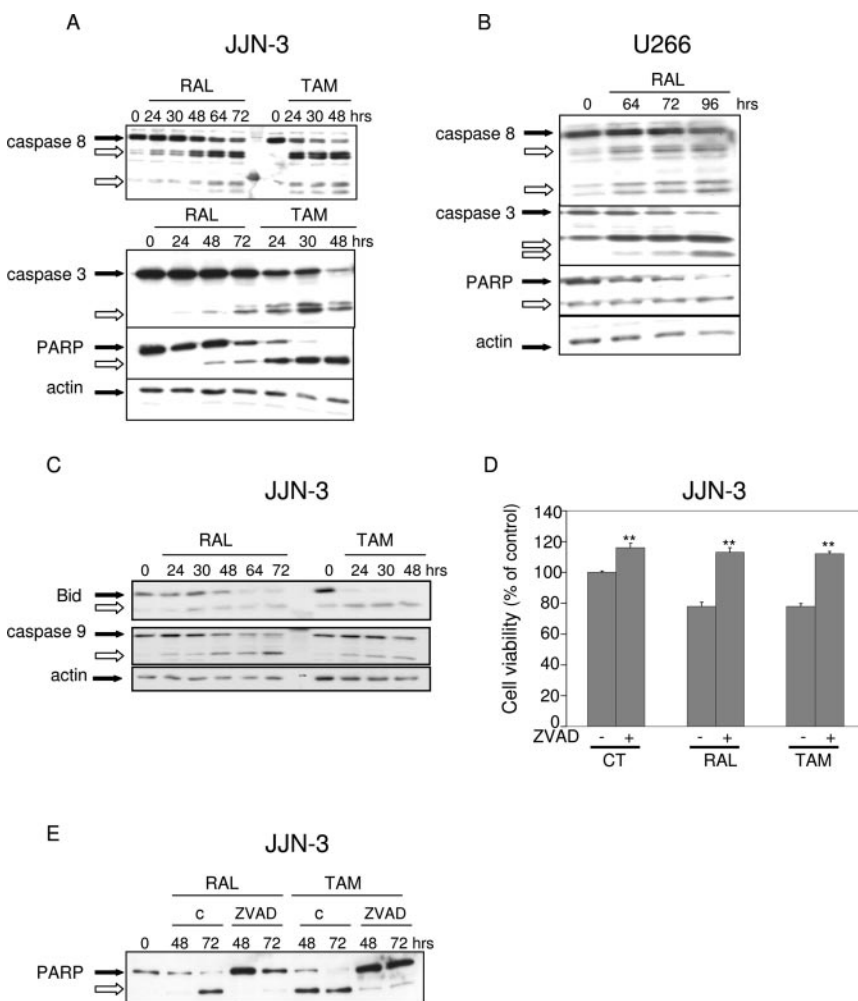 A
JJN-3
RAL TAM
0 24 30 48 64 72 0 24 30 48 hrs
caspase 8
RAL TAM
0 24 48 72 24 30 48 hrs
caspase 3
PARP
actin
B
U266
RAL
0 64 72 96 hrs
caspase 8
caspase 3
PARP
actin
C
JJN-3
RAL TAM
0 24 30 48 64 72 0 24 30 48 hrs
Bid
caspase 9
actin
D
JJN-3
Cell viability (% of control)
140
120
100
80
60
40
20
0
** ** **
ZVAD - + - + - +
CT RAL TAM
E
JJN-3
RAL TAM
c ZVAD c ZVAD
0 48 72 48 72 48 72 48 72 hrs
PARP